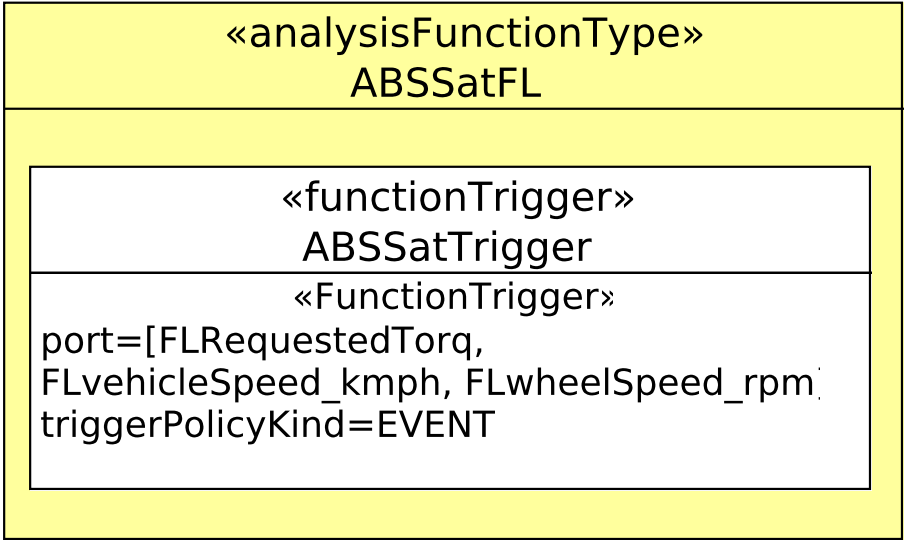 «analysisFunctionType»
ABSSatFL
«functionTrigger»
ABSSatTrigger
«FunctionTrigger»
port=[FLRequestedTorq,
FLvehicleSpeed_kmph, FLwheelSpeed_rpm]
triggerPolicyKind=EVENT